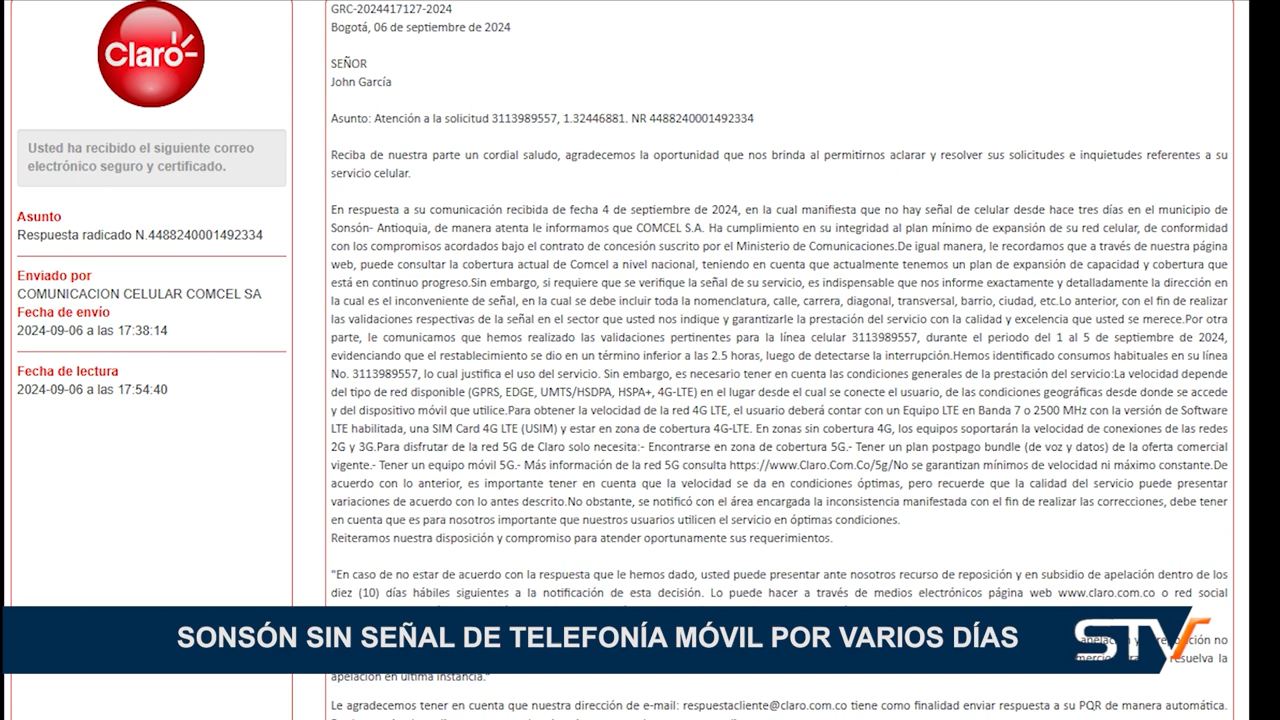 Claro
Usted ha recibido el siguiente correo
electrónico seguro y certificado.
Asunto
Respuesta radicado N.4488240001492334
Enviado por
COMUNICACION CELULAR COMCEL SA
Fecha de envío
2024-09-06 a las 17:38:14
Fecha de lectura
2024-09-06 a las 17:54:40
GRC-2024417127-2024
Bogotá, 06 de septiembre de 2024
SEÑOR
John García
Asunto: Atención a la solicitud 3113989557, 1.32446881. NR 4488240001492334
Reciba de nuestra parte un cordial saludo, agradecemos la oportunidad que nos brinda al permitirnos aclarar y resolver sus solicitudes e inquietudes referentes a su
servicio celular.
En respuesta a su comunicación recibida de fecha 4 de septiembre de 2024, en la cual manifiesta que no hay señal de celular desde hace tres días en el municipio de
Sonsón- Antioquia, de manera atenta le informamos que COMCEL S.A. Ha cumplimiento en su integridad al plan mínimo de expansión de su red celular, de conformidad
con los compromisos acordados bajo el contrato de concesión suscrito por el Ministerio de Comunicaciones.De igual manera, le recordamos que a través de nuestra página
web, puede consultar la cobertura actual de Comcel a nivel nacional, teniendo en cuenta que actualmente tenemos un plan de expansión de capacidad y cobertura que
está en continuo progreso.Sin embargo, si requiere que se verifique la señal de su servicio, es indispensable que nos informe exactamente y detalladamente la dirección en
la cual es el inconveniente de señal, en la cual se debe incluir toda la nomenclatura, calle, carrera, diagonal, transversal, barrio, ciudad, etc.Lo anterior, con el fin de realizar
las validaciones respectivas de la señal en el sector que usted nos indique y garantizarle la prestación del servicio con la calidad y excelencia que usted se merece.Por otra
parte, le comunicamos que hemos realizado las validaciones pertinentes para la línea celular 3113989557, durante el periodo del 1 al 5 de septiembre de 2024,
evidenciando que el restablecimiento se dio en un término inferior a las 2.5 horas, luego de detectarse la interrupción.Hemos identificado consumos habituales en su línea
No. 3113989557, lo cual justifica el uso del servicio. Sin embargo, es necesario tener en cuenta las condiciones generales de la prestación del servicio:La velocidad depende
del tipo de red disponible (GPRS, EDGE, UMTS/HSDPA, HSPA+, 4G-LTE) en el lugar desde el cual se conecte el usuario, de las condiciones geográficas desde donde se accede
y del dispositivo móvil que utilice.Para obtener la velocidad de la red 4G LTE, el usuario deberá contar con un Equipo LTE en Banda 7 o 2500 MHz con la versión de Software
LTE habilitada, una SIM Card 4G LTE (USIM) y estar en zona de cobertura 4G-LTE. En zonas sin cobertura 4G, los equipos soportarán la velocidad de conexiones de las redes
2G y 3G.Para disfrutar de la red 5G de Claro solo necesita:- Encontrarse en zona de cobertura 5G.- Tener un plan postpago bundle (de voz y datos) de la oferta comercial
vigente.- Tener un equipo móvil 5G.- Más información de la red 5G consulta https://www.Claro.Com.Co/5g/No se garantizan mínimos de velocidad ni máximo constante.De
acuerdo con lo anterior, es importante tener en cuenta que la velocidad se da en condiciones óptimas, pero recuerde que la calidad del servicio puede presentar
variaciones de acuerdo con lo antes descrito.No obstante, se notificó con el área encargada la inconsistencia manifestada con el fin de realizar las correcciones, debe tener
en cuenta que es para nosotros importante que nuestros usuarios utilicen el servicio en óptimas condiciones.
Reiteramos nuestra disposición y compromiso para atender oportunamente sus requerimientos.
"En caso de no estar de acuerdo con la respuesta que le hemos dado, usted puede presentar ante nosotros recurso de reposición y en subsidio de apelación dentro de los
diez (10) días hábiles siguientes a la notificación de esta decisión. Lo puede hacer a través de medios electrónicos página web www.claro.com.co o red social
SONSÓN SIN SEÑAL DE TELEFONÍA MÓVIL POR VARIOS DÍAS
STV
no
la
apelación en última instancia."
Le agradecemos tener en cuenta que nuestra dirección de e-mail: respuestacliente@claro.com.co tiene como finalidad enviar respuesta a su PQR de manera automática.